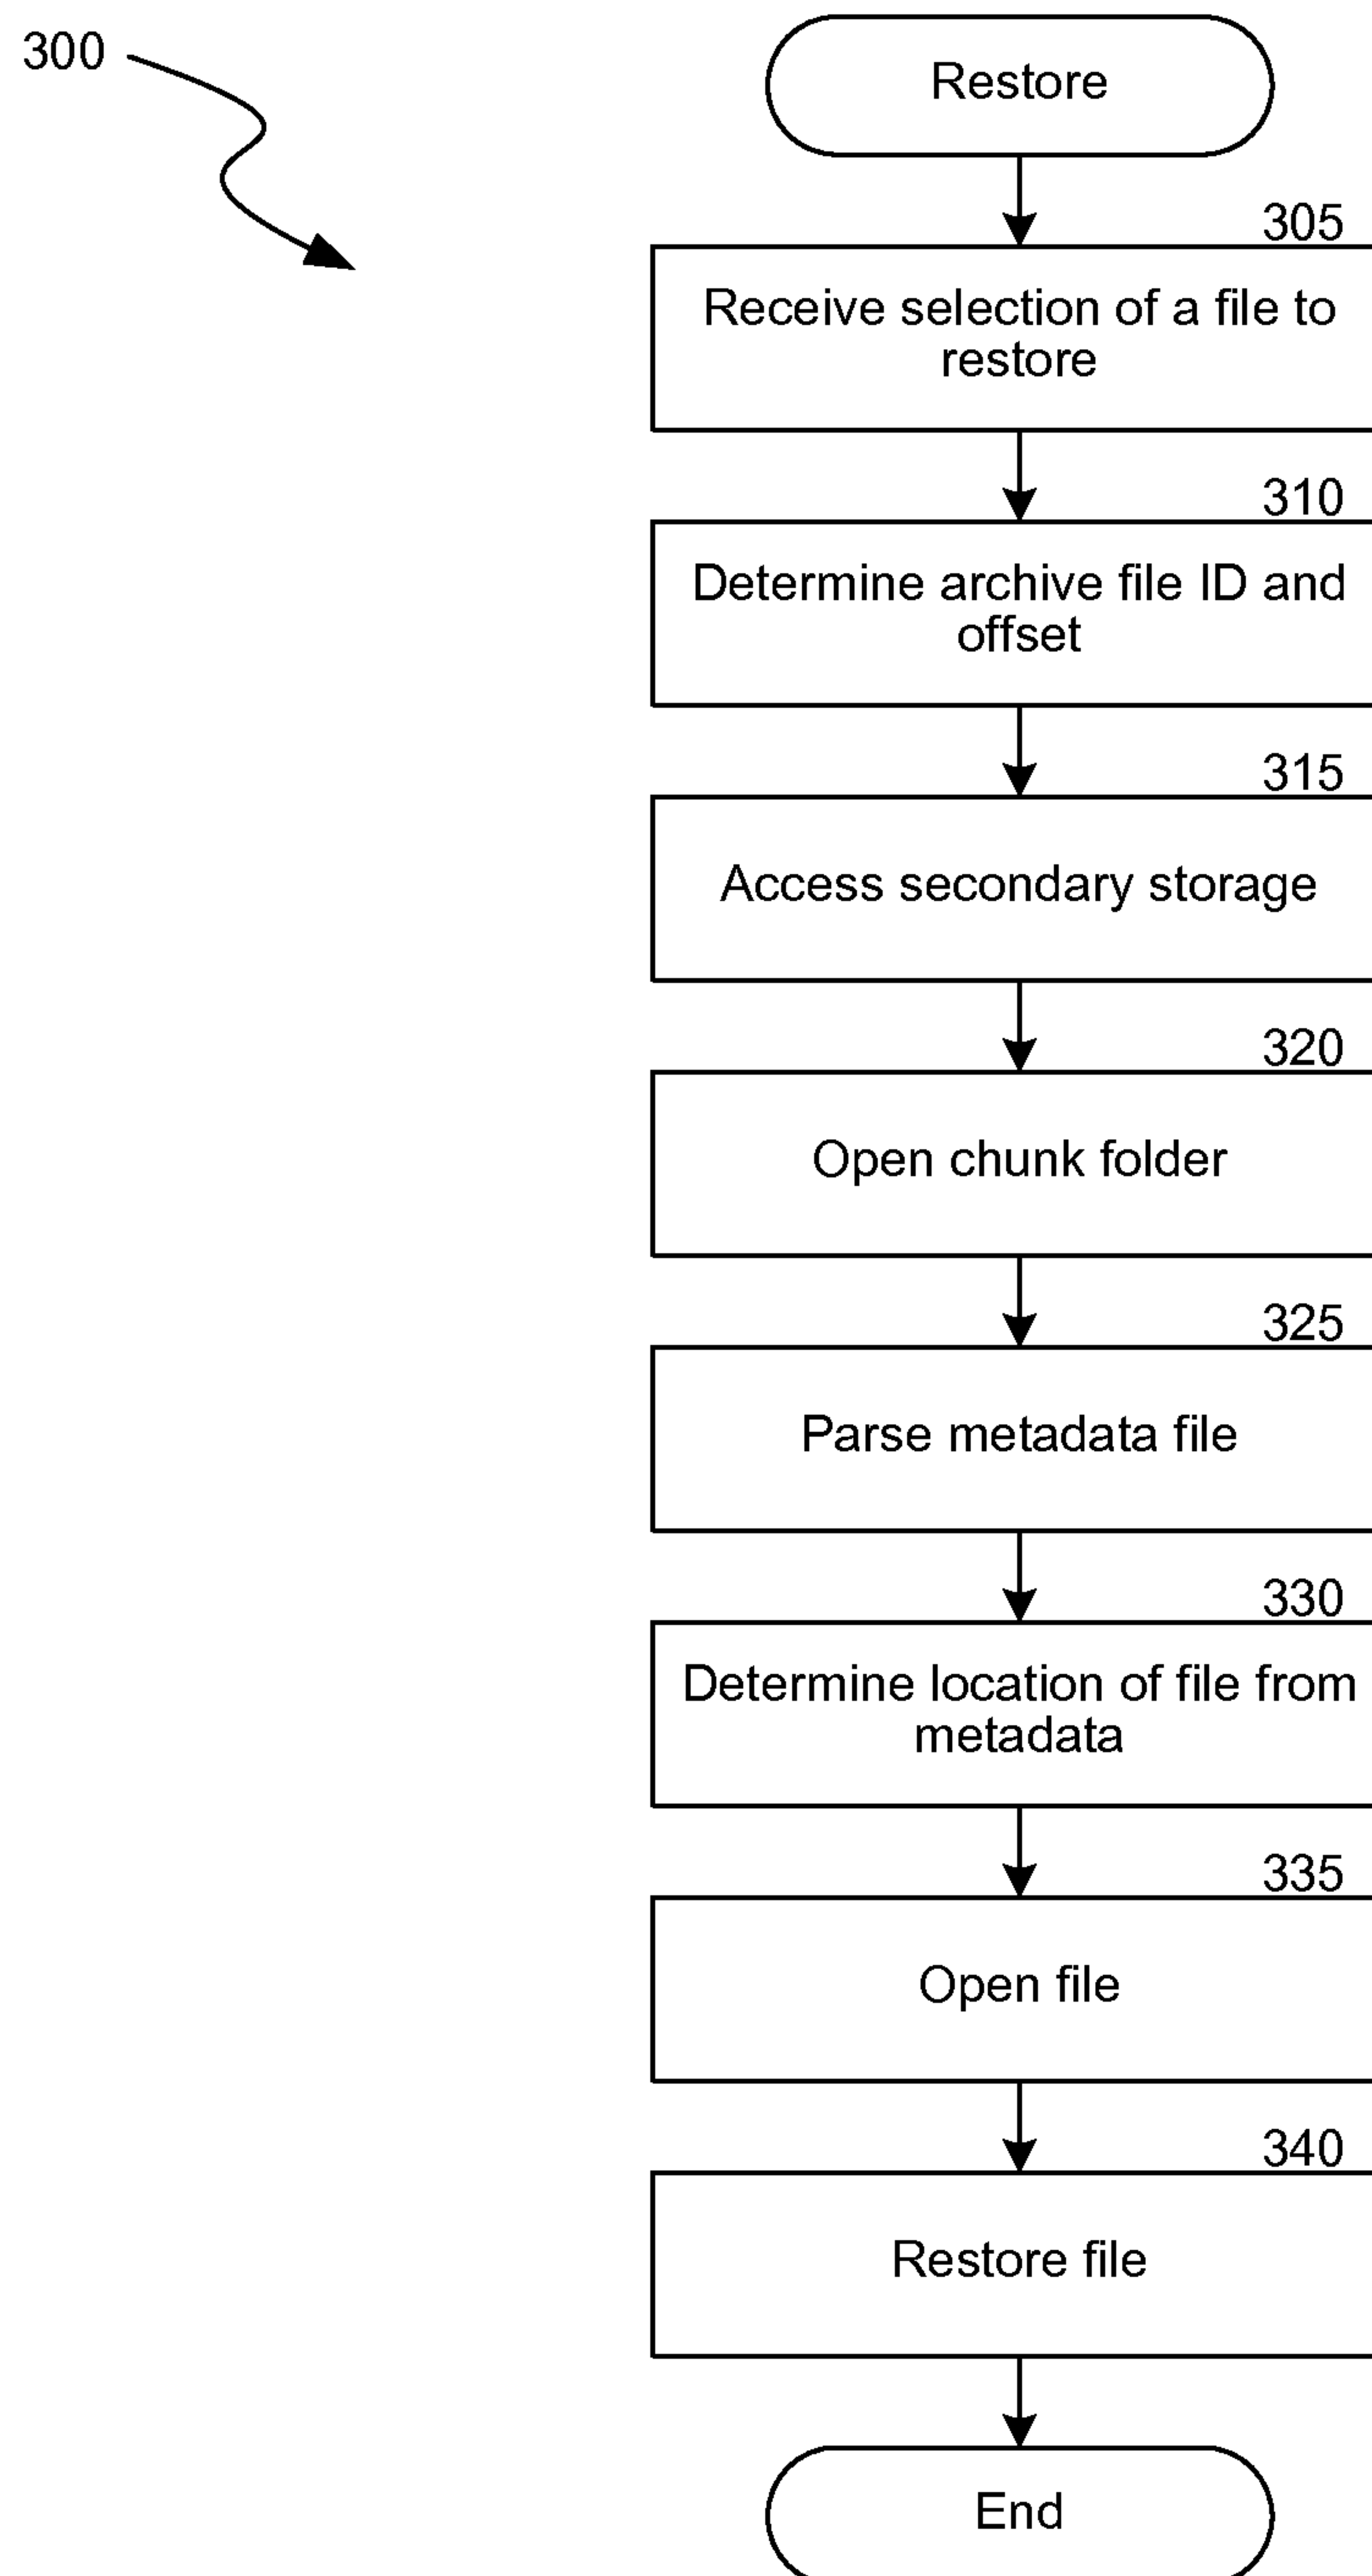 300
Restore
305
Receive selection of a file to
restore
310
Determine archive file ID and
offset
315
Access secondary storage
320
Open chunk folder
325
Parse metadata file
330
Determine location of file from
metadata
335
Open file
340
Restore file
End